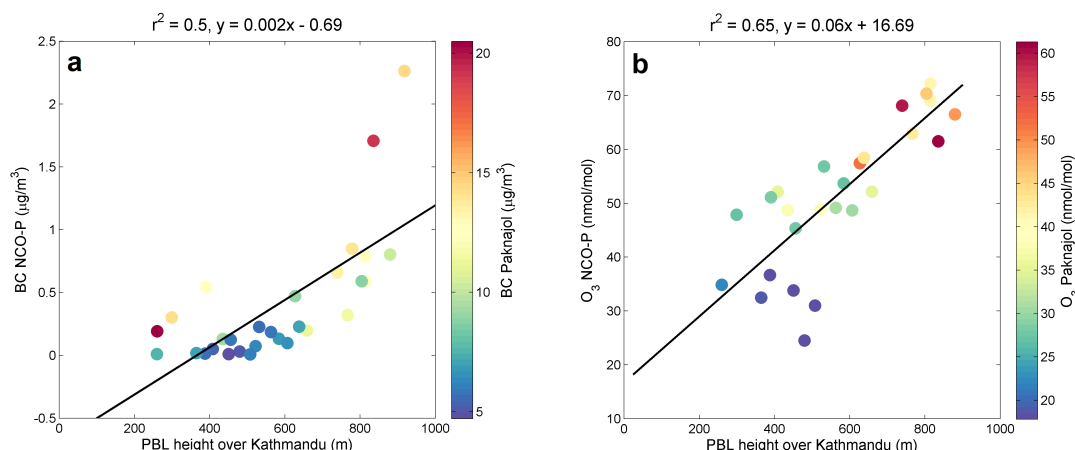 r² = 0.5, y = 0.002x - 0.69
a
2.5
2
1.5
1
0.5
0
-0.5
BC NCO-P (μg/m³)
0 200 400 600 800 1000
PBL height over Kathmandu (m)
20
15
10
5
BC Paknajol (μg/m³)
r² = 0.65, y = 0.06x + 16.69
b
80
70
60
50
40
30
20
10
O₃ NCO-P (nmol/mol)
0 200 400 600 800 1000
PBL height over Kathmandu (m)
60
55
50
45
40
35
30
25
20
O₃ Paknajol (nmol/mol)